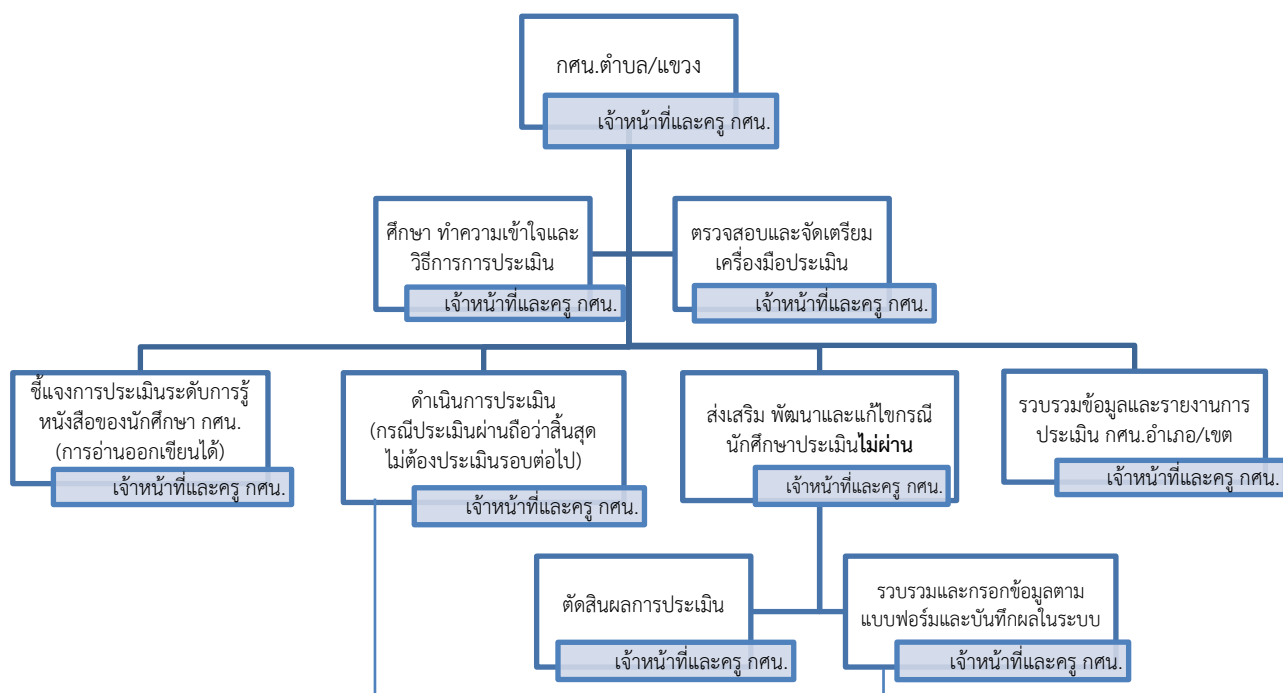 กศน.ตำบล/แขวง
เจ้าหน้าที่และครู กศน.
ศึกษา ทำความเข้าใจและ
วิธีการการประเมิน
เจ้าหน้าที่และครู กศน.
ตรวจสอบและจัดเตรียม
เครื่องมือประเมิน
เจ้าหน้าที่และครู กศน.
ชี้แจงการประเมินระดับการรู้
หนังสือของนักศึกษา กศน.
(การอ่านออกเขียนได้)
เจ้าหน้าที่และครู กศน.
ดำเนินการประเมิน
(กรณีประเมินผ่านถือว่าสิ้นสุด
ไม่ต้องประเมินรอบต่อไป)
เจ้าหน้าที่และครู กศน.
ส่งเสริม พัฒนาและแก้ไขกรณี
นักศึกษาประเมินไม่ผ่าน
เจ้าหน้าที่และครู กศน.
รวบรวมข้อมูลและรายงานการ
ประเมิน กศน.อำเภอ/เขต
เจ้าหน้าที่และครู กศน.
ตัดสินผลการประเมิน
เจ้าหน้าที่และครู กศน.
รวบรวมและกรอกข้อมูลตาม
แบบฟอร์มและบันทึกผลในระบบ
เจ้าหน้าที่และครู กศน.